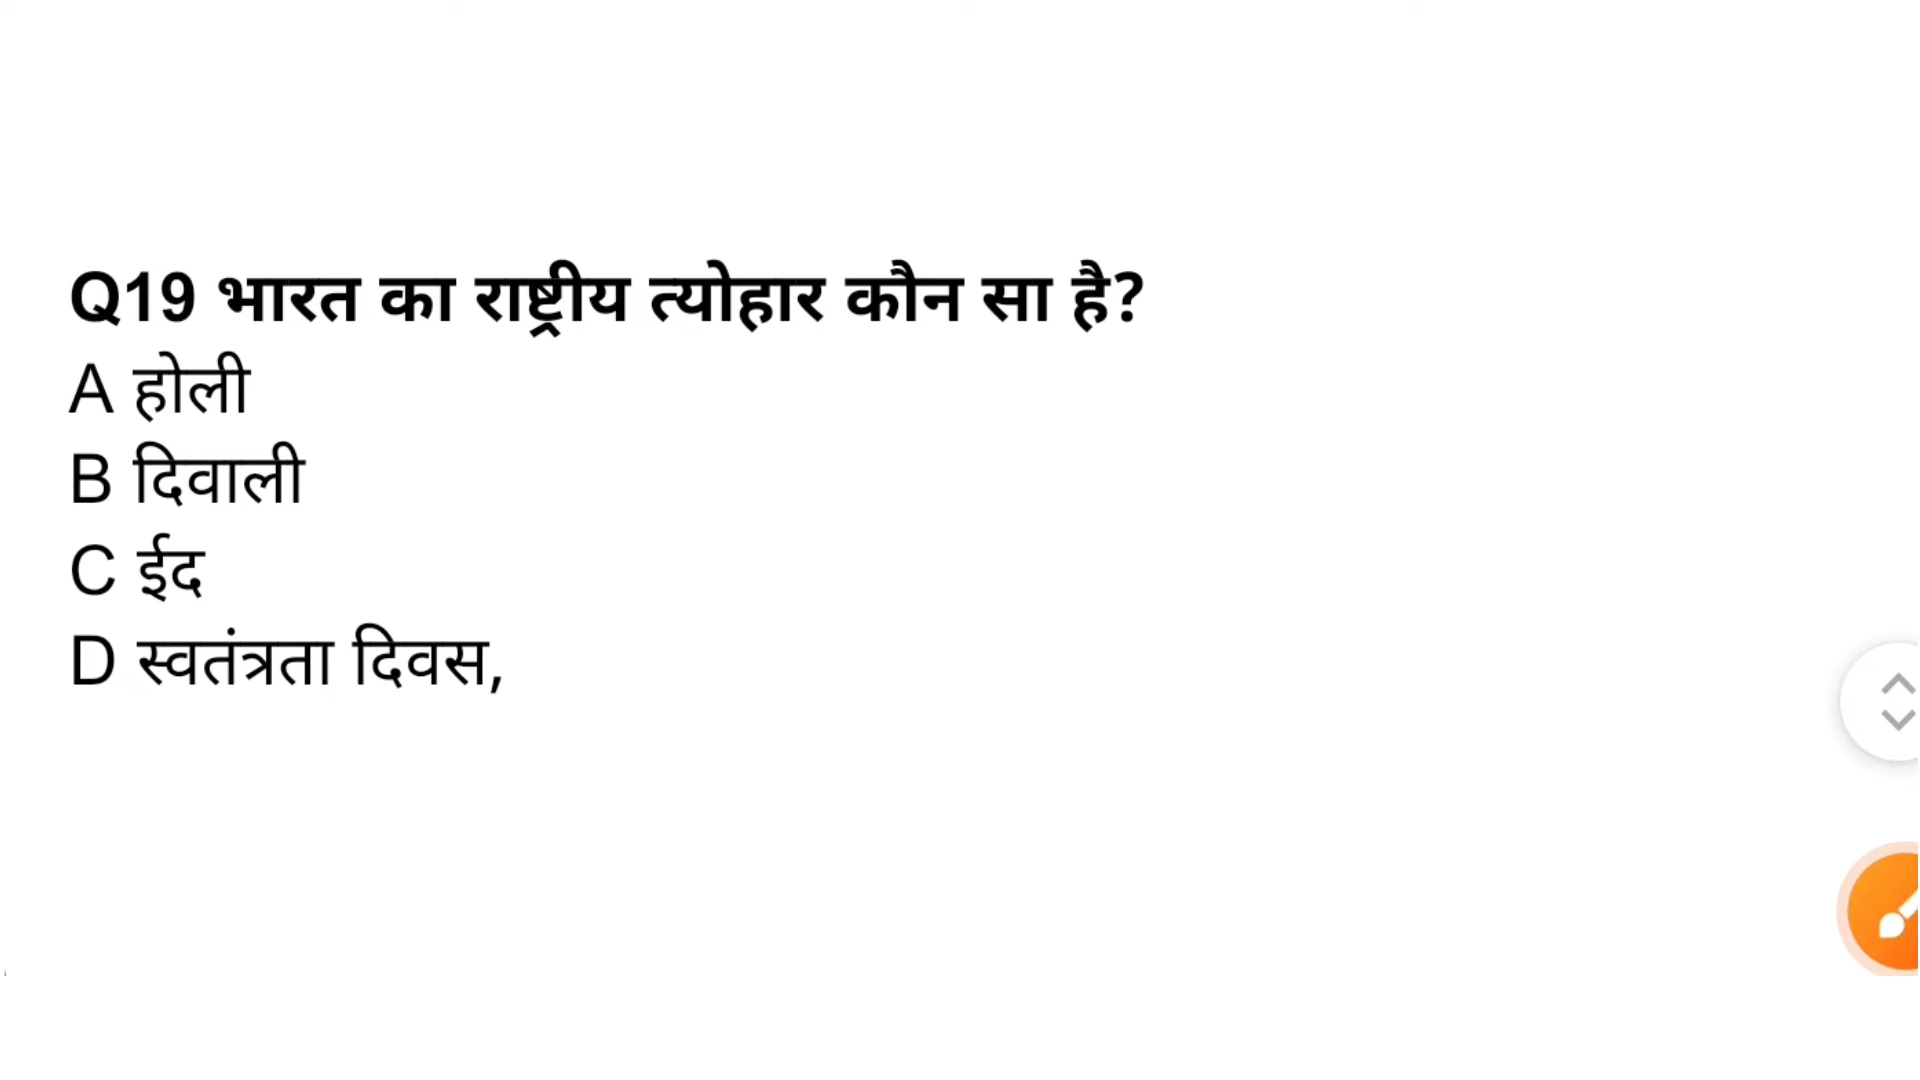 Q19 भारत का राष्ट्रीय त्योहार कौन सा है?
A होली
B दिवाली
C ईद
D स्वतंत्रता दिवस,